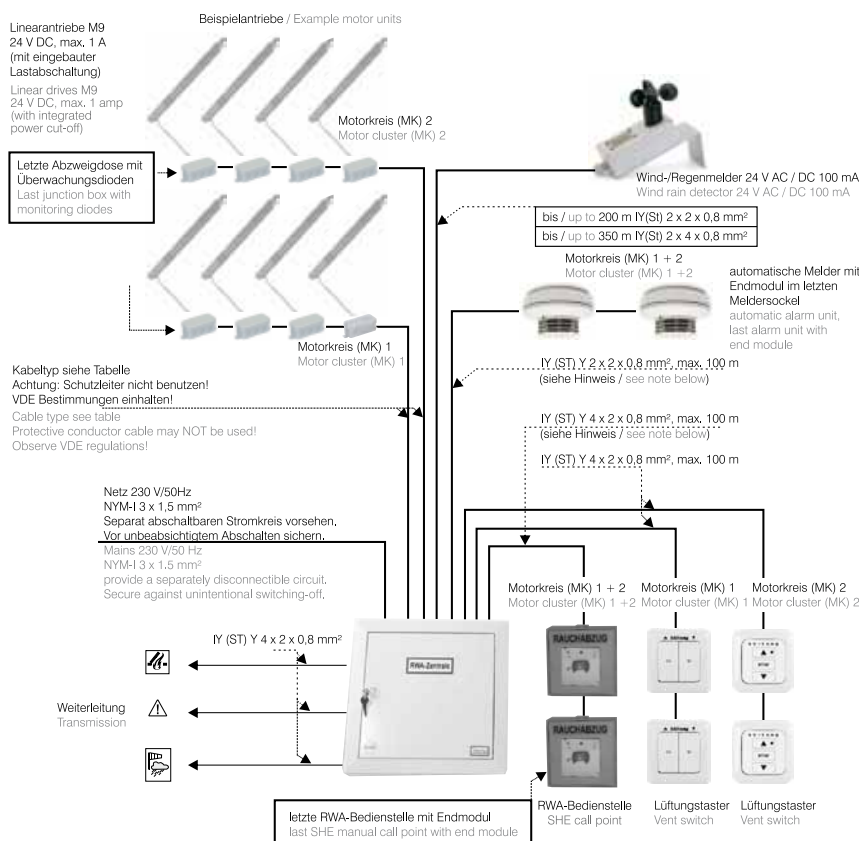 Beispielantriebe / Example motor units
Linearantriebe M9
24 V DC, max. 1 A
(mit eingebauter
Lastabschaltung)
Linear drives M9
24 V DC, max. 1 amp
(with integrated
power cut-off)
Motorkreis (MK) 2
Motor cluster (MK) 2
Letzte Abzweigdose mit
Überwachungsdioden
Last junction box with
monitoring diodes
Wind-/Regenmelder 24 V AC / DC 100 mA
Wind rain detector 24 V AC / DC 100 mA
bis / up to 200 m IY(St) 2 x 2 x 0,8 mm²
bis / up to 350 m IY(St) 2 x 4 x 0,8 mm²
Motorkreis (MK) 1 + 2
Motor cluster (MK) 1 +2
automatische Melder mit
Endmodul im letzten
Meldersockel
automatic alarm unit,
last alarm unit with
end module
Motorkreis (MK) 1
Motor cluster (MK) 1
Kabeltyp siehe Tabelle
Achtung: Schutzleiter nicht benutzen!
VDE Bestimmungen einhalten!
Cable type see table
Protective conductor cable may NOT be used!
Observe VDE regulations!
IY (ST) Y 2 x 2 x 0,8 mm², max. 100 m
(siehe Hinweis / see note below)
IY (ST) Y 4 x 2 x 0,8 mm², max. 100 m
(siehe Hinweis / see note below)
IY (ST) Y 4 x 2 x 0,8 mm², max. 100 m
Netz 230 V/50Hz
NYM-I 3 x 1,5 mm²
Separat abschaltbaren Stromkreis vorsehen,
Vor unbeabsichtigtem Abschalten sichern.
Mains 230 V/50 Hz
NYM-I 3 x 1.5 mm²
provide a separately disconnectible circuit.
Secure against unintentional switching-off.
Motorkreis (MK) 1 + 2
Motor cluster (MK) 1 +2
Motorkreis (MK) 1
Motor cluster (MK) 1
Motorkreis (MK) 2
Motor cluster (MK) 2
IY (ST) Y 4 x 2 x 0,8 mm²
RWA-Zentrale
RAUCHABZUG
Weiterleitung
Transmission
RAUCHABZUG
RWA-Bedienstelle
SHE call point
Lüftungstaster
Vent switch
Lüftungstaster
Vent switch
letzte RWA-Bedienstelle mit Endmodul
last SHE manual call point with end module